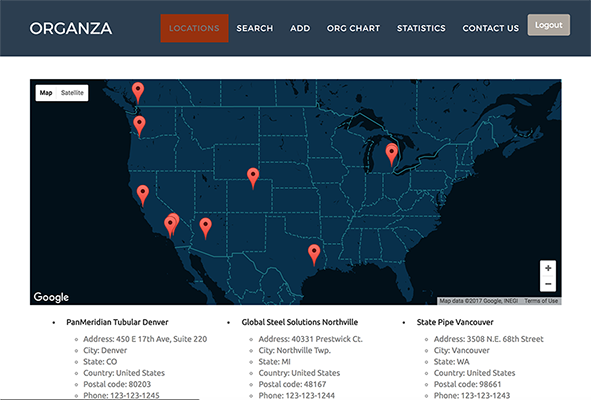 ORGANZA
LOCATIONS
SEARCH
ADD
ORG CHART
STATISTICS
CONTACT US
Logout
Map
Satellite
+
−
Google
Map data ©2017 Google, INEGI
Terms of Use
PanMeridian Tubular Denver
Address: 450 E 17th Ave, Suite 220
City: Denver
State: CO
Country: United States
Postal code: 80203
Phone: 123-123-1245
Global Steel Solutions Northville
Address: 40331 Prestwick Ct.
City: Northville Twp.
State: MI
Country: United States
Postal code: 48167
Phone: 123-123-1244
State Pipe Vancouver
Address: 3508 N.E. 68th Street
City: Vancouver
State: WA
Country: United States
Postal code: 98661
Phone: 123-123-1243